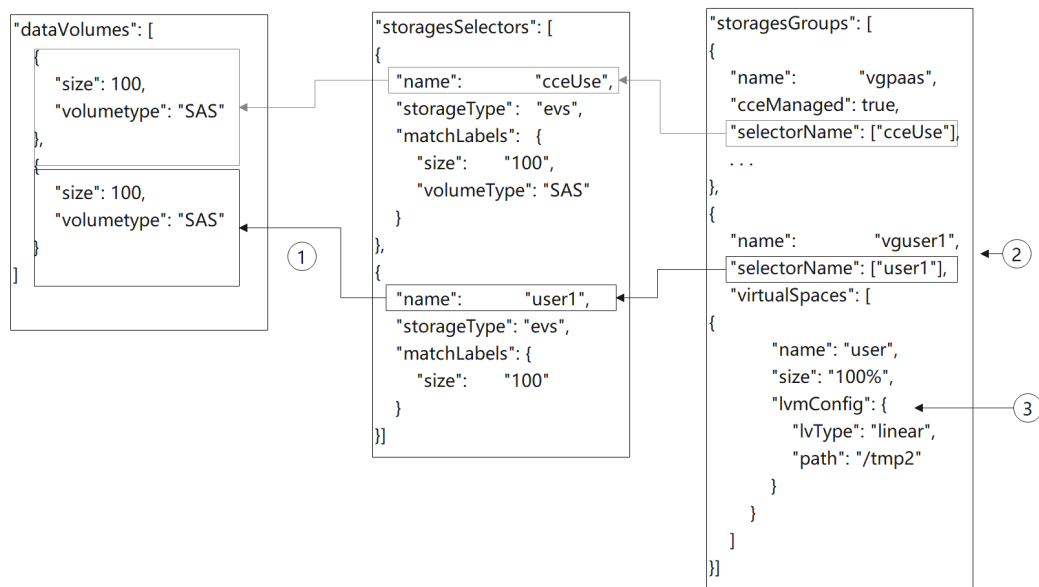 "dataVolumes": [
{
"size": 100,
"volumetype": "SAS"
},
{
"size": 100,
"volumetype": "SAS"
}
]
①
"storagesSelectors": [
{
"name": "cceUse",
"storageType": "evs",
"matchLabels": {
"size": "100",
"volumeType": "SAS"
}
},
{
"name": "user1",
"storageType": "evs",
"matchLabels": {
"size": "100"
}
}]
"storagesGroups": [
{
"name": "vgpaas",
"cceManaged": true,
"selectorName": ["cceUse"],
. . .
},
{
"name": "vguser1",
"selectorName": ["user1"],
"virtualSpaces": [
{
"name": "user",
"size": "100%",
"lvmConfig": {
"lvType": "linear",
"path": "/tmp2"
}
}
]
}]
②
③